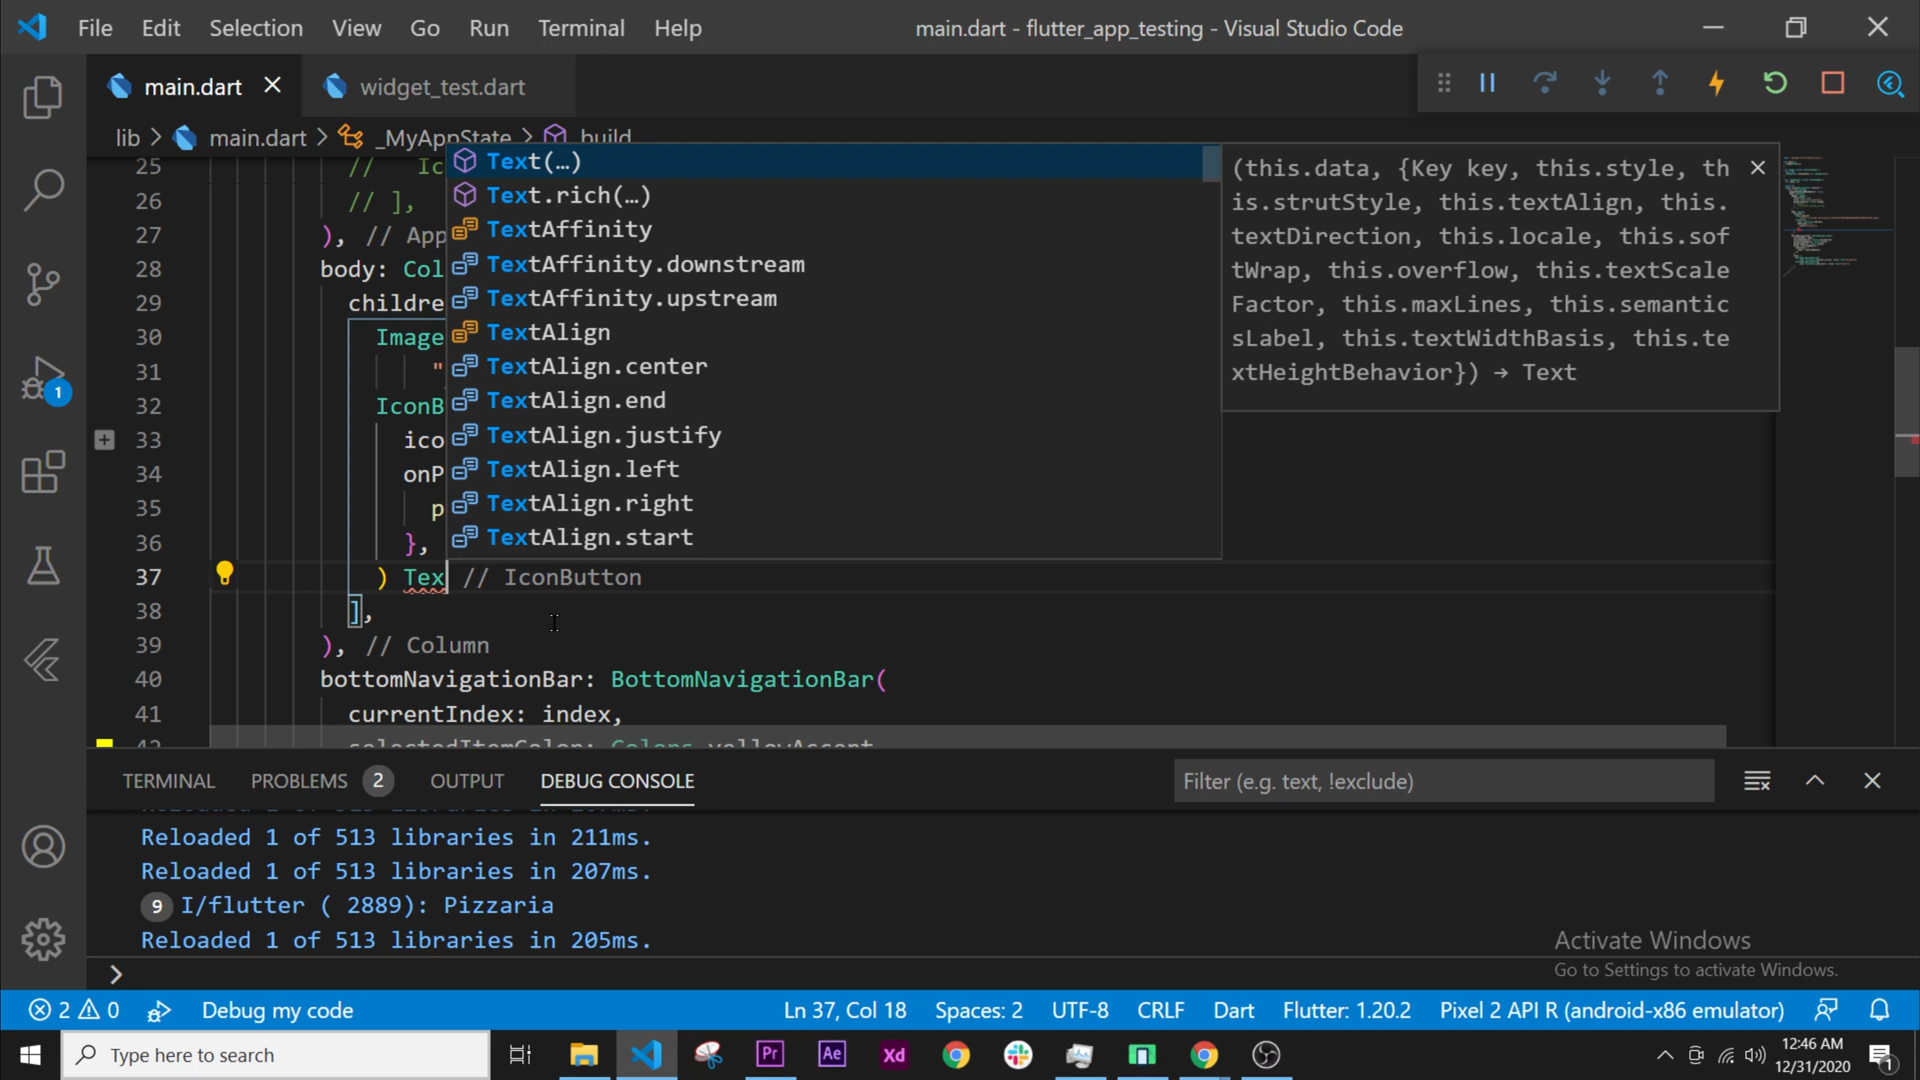 File Edit Selection View Go Run Terminal Help
main.dart - flutter_app_testing - Visual Studio Code
main.dart
widget_test.dart
lib > main.dart > _MyAppState > build
25 // Ic
26 // ],
27 ), // App
28 body: Col
29 childre
30 Image
31 "
32 IconB
33 ico
34 onP
35 p
36 },
37 ) Tex // IconButton
38 ],
39 ), // Column
40 bottomNavigationBar: BottomNavigationBar(
41 currentIndex: index,
42 selectedItemColor: Colors.yellowAccent
Text(…)
Text.rich(…)
TextAffinity
TextAffinity.downstream
TextAffinity.upstream
TextAlign
TextAlign.center
TextAlign.end
TextAlign.justify
TextAlign.left
TextAlign.right
TextAlign.start
(this.data, {Key key, this.style, th
is.strutStyle, this.textAlign, this.
textDirection, this.locale, this.sof
tWrap, this.overflow, this.textScale
Factor, this.maxLines, this.semantic
sLabel, this.textWidthBasis, this.te
xtHeightBehavior}) → Text
1
TERMINAL PROBLEMS 2 OUTPUT DEBUG CONSOLE
Filter (e.g. text, !exclude)
Reloaded 1 of 513 libraries in 211ms.
Reloaded 1 of 513 libraries in 207ms.
9 I/flutter ( 2889): Pizzaria
Reloaded 1 of 513 libraries in 205ms.
>
Activate Windows
Go to Settings to activate Windows.
2 0 Debug my code Ln 37, Col 18 Spaces: 2 UTF-8 CRLF Dart Flutter: 1.20.2 Pixel 2 API R (android-x86 emulator)
Type here to search
Pr Ae Xd
12:46 AM
12/31/2020
1